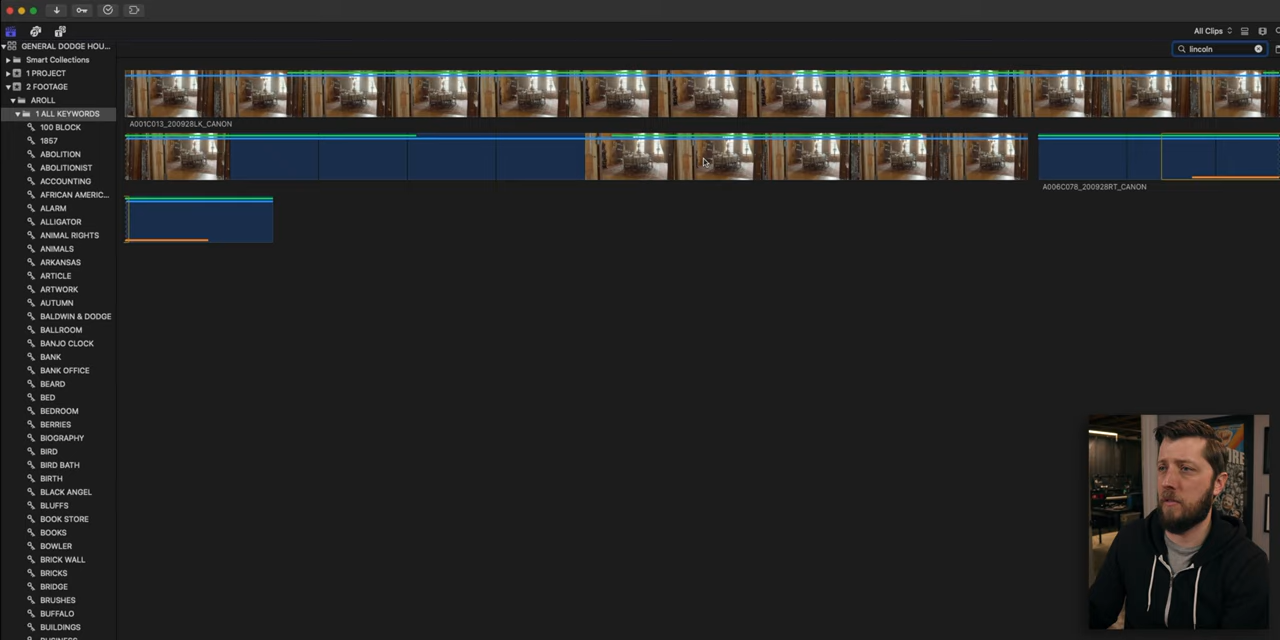 All Clips
GENERAL DODGE HOU...
lincoln
Smart Collections
1 PROJECT
2 FOOTAGE
AROLL
1 ALL KEYWORDS
A001C013_200928LK_CANON
100 BLOCK
1857
ABOLITION
ABOLITIONIST
ACCOUNTING
A006C078_200928RT_CANON
AFRICAN AMERIC...
ALARM
ALLIGATOR
ANIMAL RIGHTS
ANIMALS
ARKANSAS
ARTICLE
ARTWORK
AUTUMN
BALDWIN & DODGE
BALLROOM
BANJO CLOCK
BANK
BANK OFFICE
BEARD
BED
BEDROOM
BERRIES
BIOGRAPHY
BIRD
BIRD BATH
BIRTH
BLACK ANGEL
BLUFFS
BOOK STORE
BOOKS
BOWLER
BRICK WALL
BRICKS
BRIDGE
BRUSHES
BUFFALO
BUILDINGS